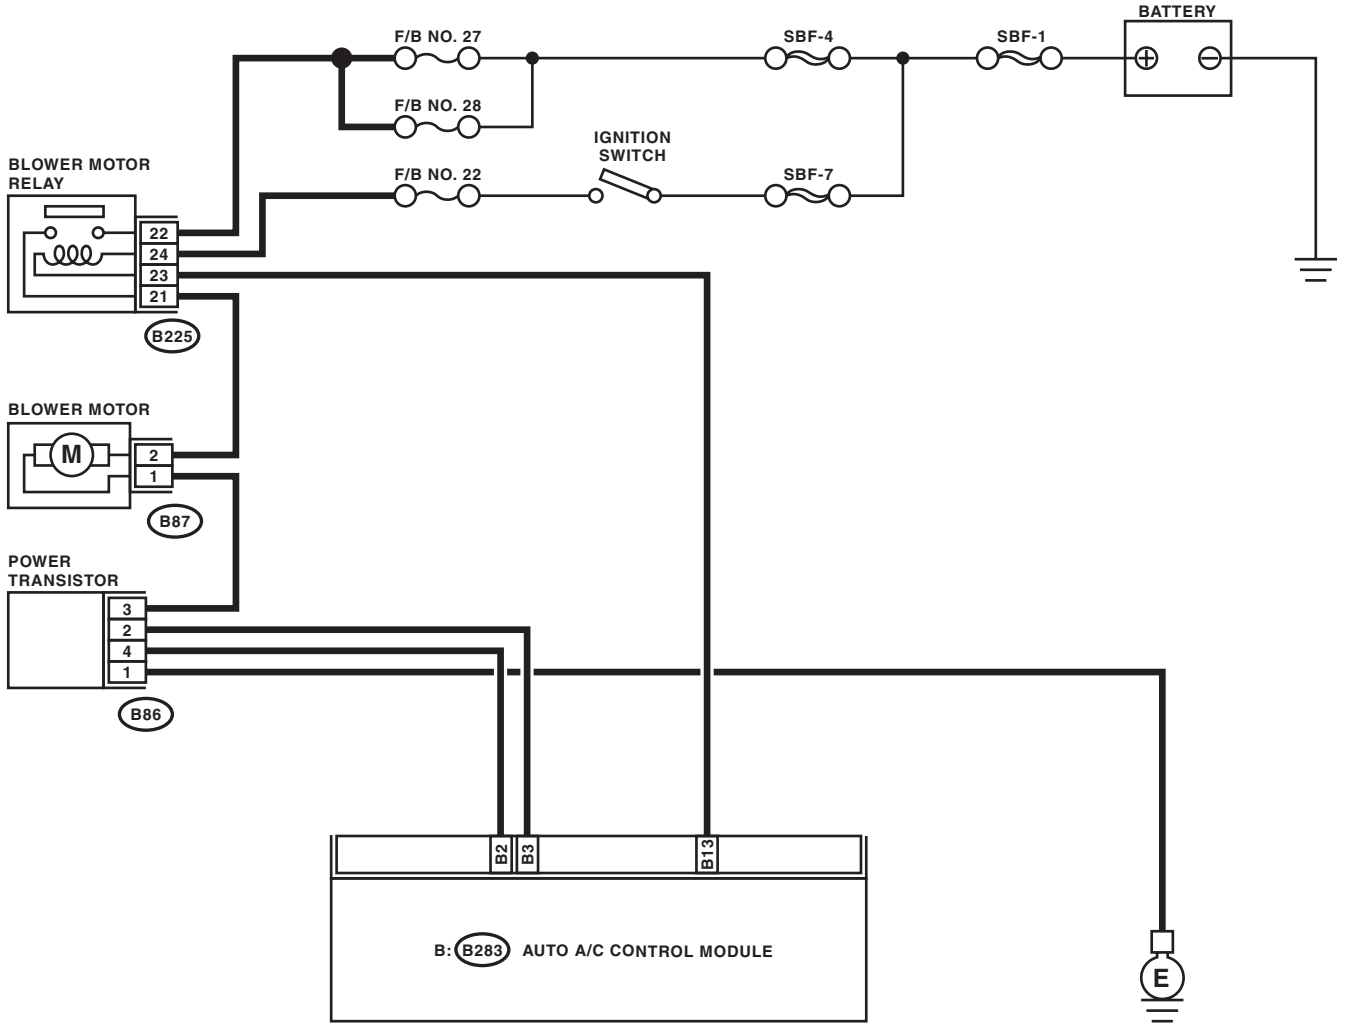 BATTERY
F/B NO. 27
SBF-4
SBF-1
F/B NO. 28
IGNITION
SWITCH
F/B NO. 22
SBF-7
BLOWER MOTOR
RELAY
22
24
23
21
B225
BLOWER MOTOR
M
2
1
B87
POWER
TRANSISTOR
3
2
4
1
B86
B2
B3
B13
B: B283 AUTO A/C CONTROL MODULE
E